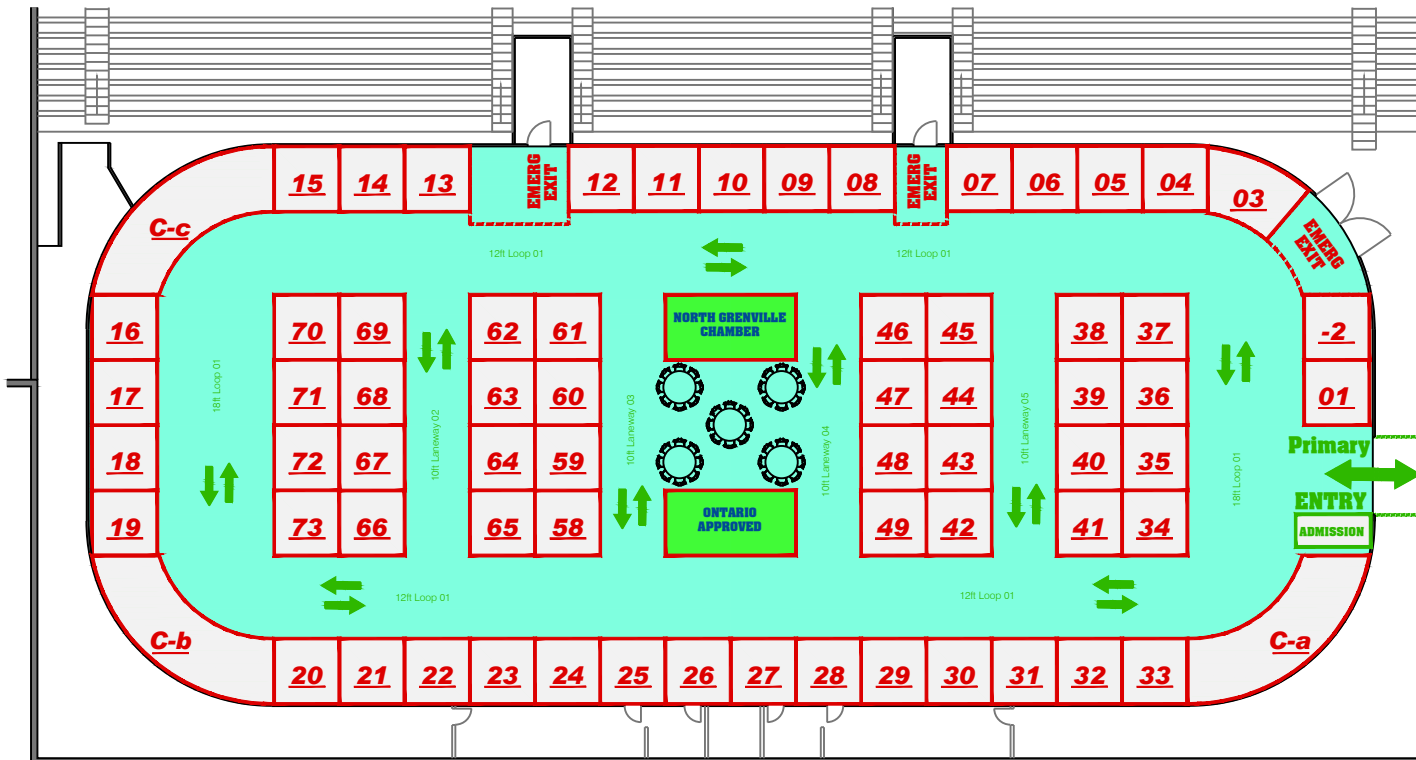 15
14
13
EMERG
EXIT
12
11
10
09
08
EMERG
EXIT
07
06
05
04
03
EMERG
EXIT
C-c
12ft Loop 01
12ft Loop 01
16
70
69
62
61
NORTH GRENVILLE
CHAMBER
46
45
38
37
-2
17
71
68
63
60
47
44
39
36
01
18ft Loop 01
10ft Laneway 02
10ft Laneway 03
10ft Laneway 04
10ft Laneway 05
18ft Loop 01
Primary
ENTRY
ADMISSION
18
72
67
64
59
48
43
40
35
19
73
66
65
58
ONTARIO
APPROVED
49
42
41
34
12ft Loop 01
12ft Loop 01
C-b
C-a
20
21
22
23
24
25
26
27
28
29
30
31
32
33